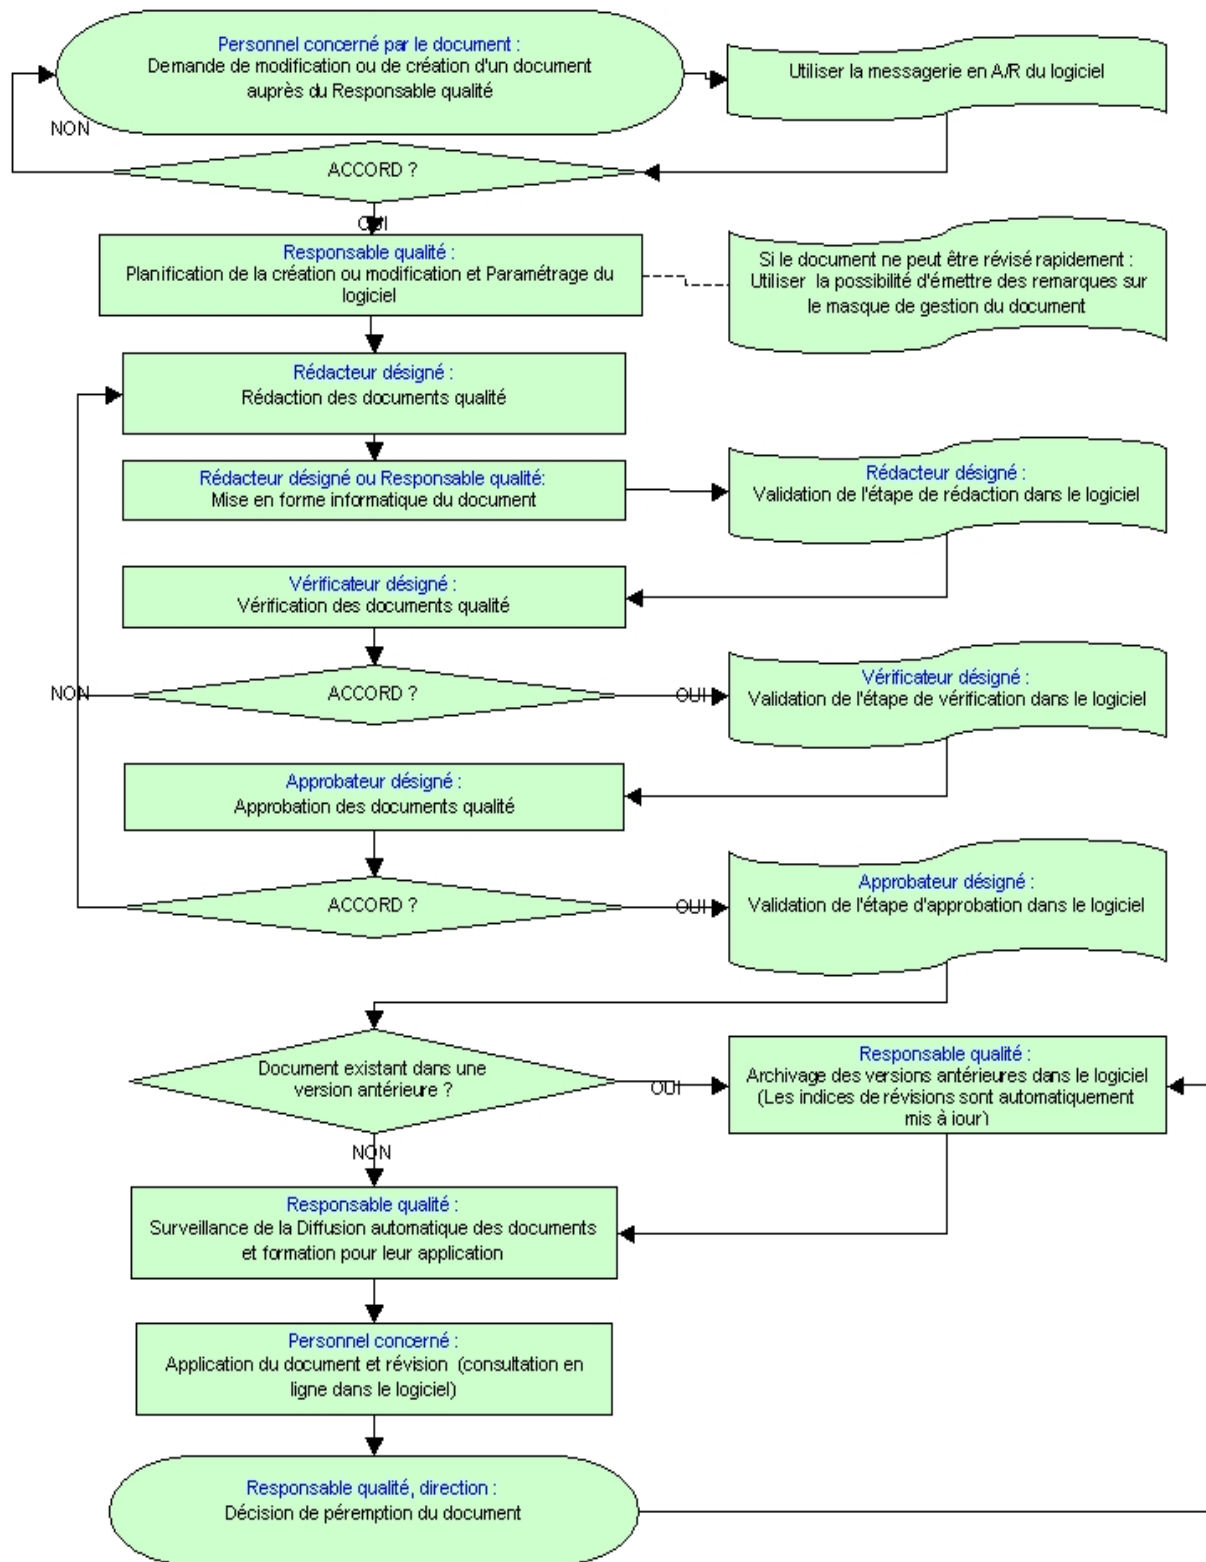 Personnel concerné par le document :
Demande de modification ou de création d'un document
auprès du Responsable qualité
Utiliser la messagerie en A/R du logiciel
NON
ACCORD ?
OUI
Responsable qualité :
Planification de la création ou modification et Paramétrage du
logiciel
Si le document ne peut être révisé rapidement :
Utiliser la possibilité d'émettre des remarques sur
le masque de gestion du document
Rédacteur désigné :
Rédaction des documents qualité
Rédacteur désigné ou Responsable qualité:
Mise en forme informatique du document
Rédacteur désigné :
Validation de l'étape de rédaction dans le logiciel
Vérificateur désigné :
Vérification des documents qualité
NON
ACCORD ?
OUI
Vérificateur désigné :
Validation de l'étape de vérification dans le logiciel
Approbateur désigné :
Approbation des documents qualité
ACCORD ?
OUI
Approbateur désigné :
Validation de l'étape d'approbation dans le logiciel
Document existant dans une
version antérieure ?
OUI
Responsable qualité :
Archivage des versions antérieures dans le logiciel
(Les indices de révisions sont automatiquement
mis à jour)
NON
Responsable qualité :
Surveillance de la Diffusion automatique des documents
et formation pour leur application
Personnel concerné :
Application du document et révision (consultation en
ligne dans le logiciel)
Responsable qualité, direction :
Décision de péremption du document